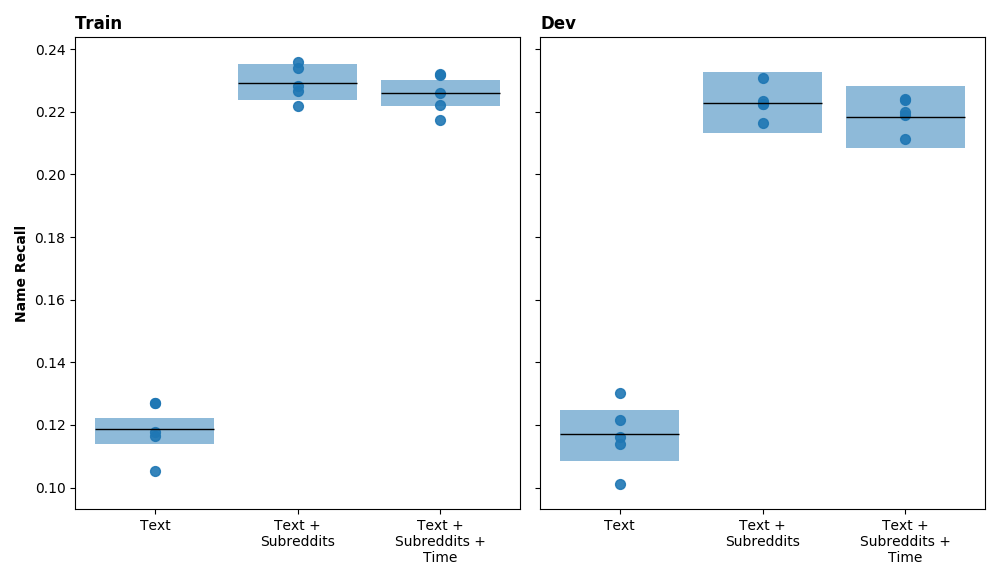 Train
Dev
Name Recall
0.24
0.22
0.20
0.18
0.16
0.14
0.12
0.10
Text
Text +
Subreddits
Text +
Subreddits +
Time
Text
Text +
Subreddits
Text +
Subreddits +
Time